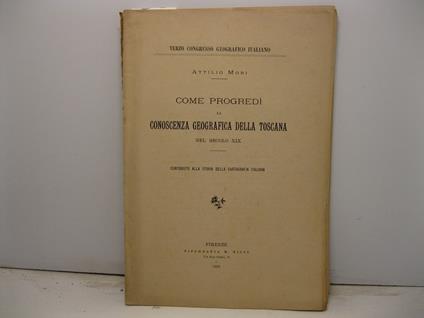 TERZO CONGRESSO GEOGRAFICO ITALIANO
ATTILIO MORI
COME PROGREDÌ
LA
CONOSCENZA GEOGRAFICA DELLA TOSCANA
NEL SECOLO XIX
CONTRIBUTO ALLA STORIA DELLA CARTOGRAFIA ITALIANA
FIRENZE
TIPOGRAFIA M. RICCI